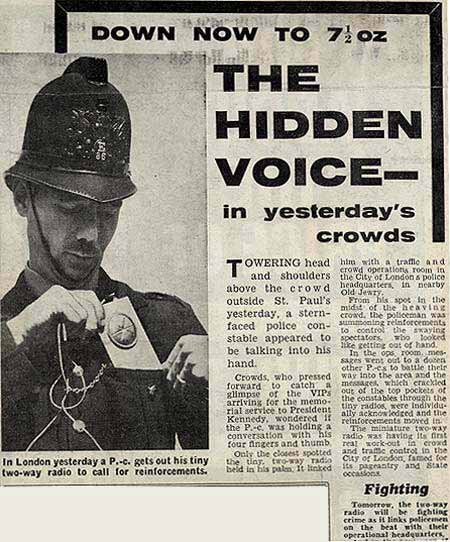 DOWN NOW TO 7½ oz
THE
HIDDEN
VOICE—
in yesterday's
crowds
In London yesterday a P.-c. gets out his tiny
two-way radio to call for reinforcements.
TOWERING head
and shoulders
above the crowd
outside St. Paul's
yesterday, a stern-
faced police con-
stable appeared to
be talking into his
hand.
Crowds, who pressed
forward to catch a
glimpse of the VIPs
arriving for the memo-
rial service to President
Kennedy, wondered if
the P.-c. was holding a
conversation with his
four fingers and thumb.
Only the closest spotted
the tiny, two-way radio
held in his palm. It linked
him with a traffic and
crowd operations room in
the City of London's police
headquarters, in nearby
Old Jewry.
From his spot in the
midst of the heaving
crowd, the policeman was
summoning reinforcements
to control the swaying
spectators, who looked
like getting out of hand.
In the ops. room, mes-
sages went out to a dozen
other P.-c.s to battle their
way into the area and the
messages, which crackled
out of the top pockets of
the constables through the
tiny radios, were individu-
ally acknowledged and the
reinforcements moved in.
The miniature two-way
radio was having its first
real work-out in crowd
and traffic control in the
City of London, famed for
its pageantry and State
occasions.
Fighting
Tomorrow, the two-way
radio will be fighting
crime as it links policemen
on the beat with their
operational headquarters,